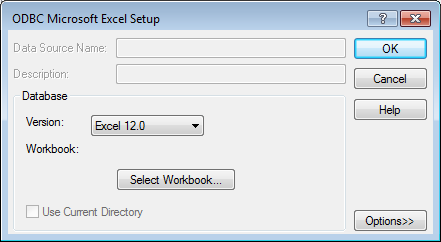 ODBC Microsoft Excel Setup
Data Source Name:
OK
Description:
Cancel
Database
Help
Version:
Excel 12.0
Workbook:
Select Workbook...
Use Current Directory
Options>>